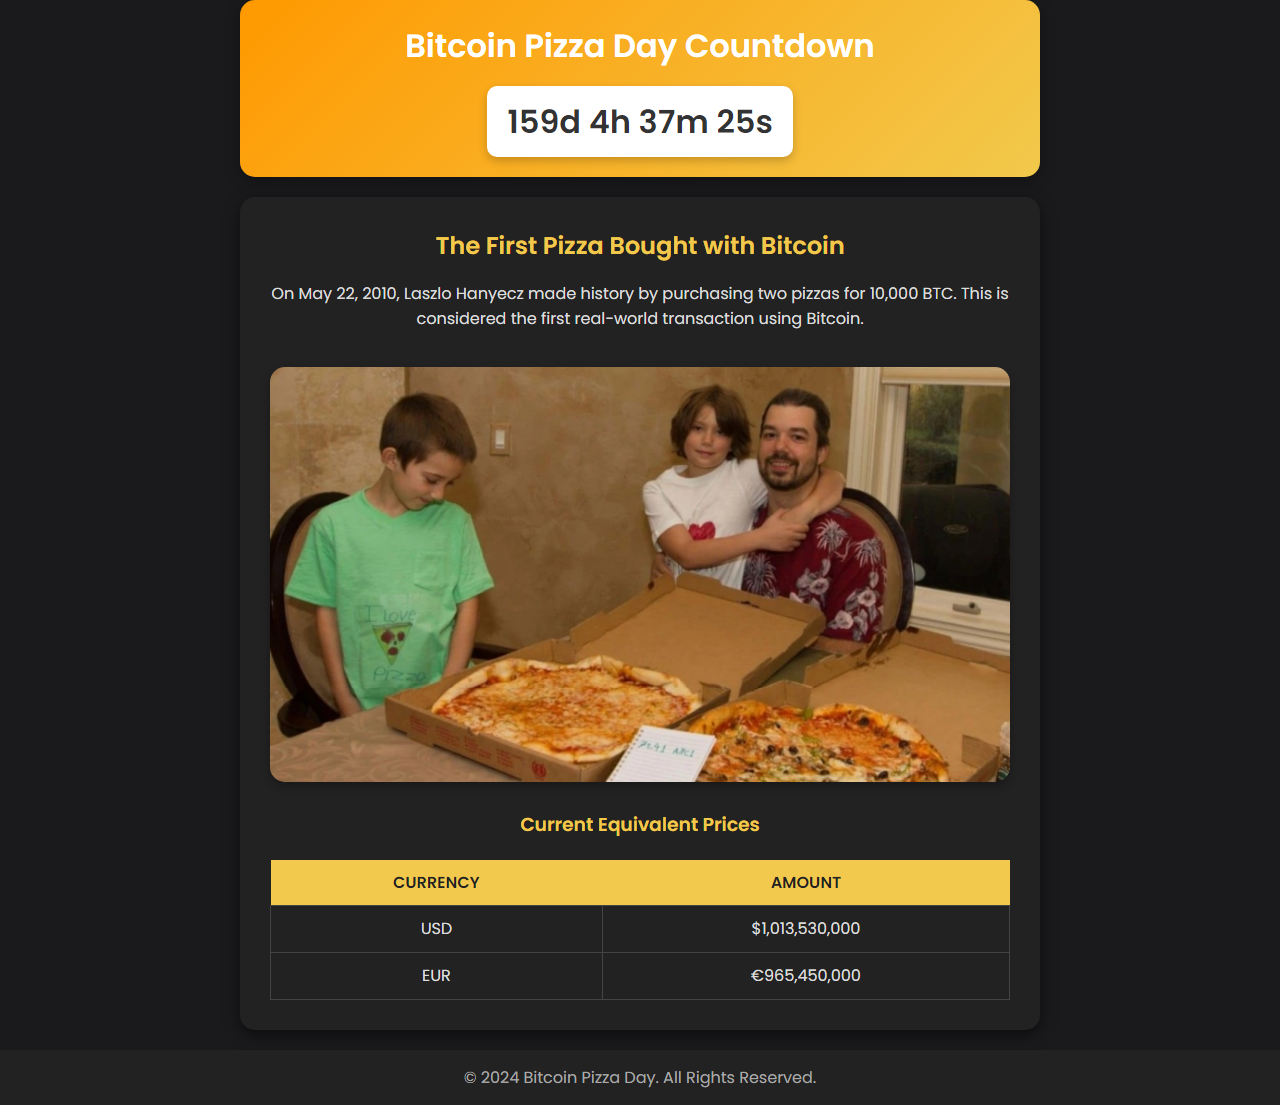 Bitcoin Pizza Day Countdown
159d 4h 37m 25s
The First Pizza Bought with Bitcoin
On May 22, 2010, Laszlo Hanyecz made history by purchasing two pizzas for 10,000 BTC. This is
considered the first real-world transaction using Bitcoin.
I love
Pizza
Current Equivalent Prices
CURRENCY AMOUNT
USD $1,013,530,000
EUR €965,450,000
© 2024 Bitcoin Pizza Day. All Rights Reserved.